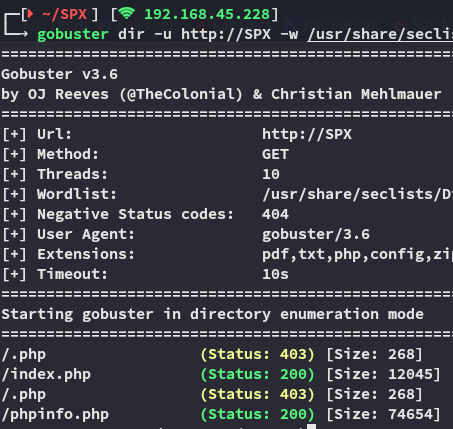 [ ~/SPX ] [ 192.168.45.228]
→ gobuster dir -u http://SPX -w /usr/share/seclists
===============================================================
Gobuster v3.6
by OJ Reeves (@TheColonial) & Christian Mehlmauer
===============================================================
[+] Url: http://SPX
[+] Method: GET
[+] Threads: 10
[+] Wordlist: /usr/share/seclists/D
[+] Negative Status codes: 404
[+] User Agent: gobuster/3.6
[+] Extensions: pdf,txt,php,config,zip
[+] Timeout: 10s
===============================================================
Starting gobuster in directory enumeration mode
===============================================================
/.php (Status: 403) [Size: 268]
/index.php (Status: 200) [Size: 12045]
/.php (Status: 403) [Size: 268]
/phpinfo.php (Status: 200) [Size: 74654]